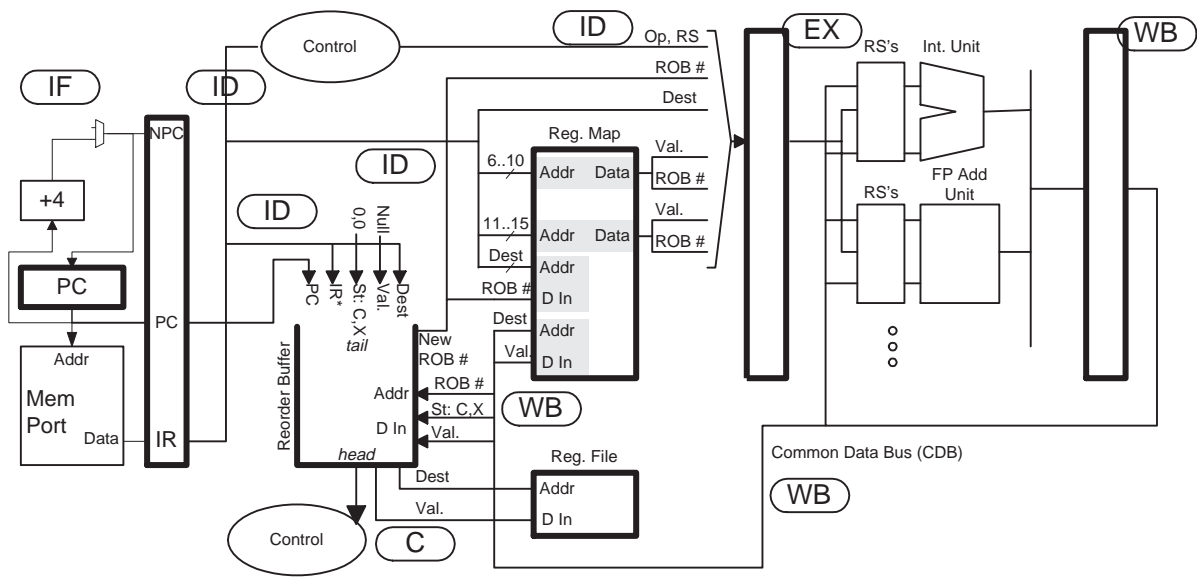 IF
+4
PC
Addr
Mem
Port
Data
NPC
PC
IR
ID
Control
ID
ID
ID
Op, RS
ROB #
Dest
0,0
Null
PC
IR*
St: C,X
Val.
Dest
tail
Reorder Buffer
New
ROB #
Addr
D In
head
ROB #
St: C,X
Val.
WB
Reg. Map
6..10
Addr
Data
11..15
Addr
Data
Dest
Addr
ROB #
D In
Dest
Addr
Val.
D In
Val.
ROB #
Val.
ROB #
EX
RS's
Int. Unit
RS's
FP Add
Unit
WB
Common Data Bus (CDB)
WB
Reg. File
Dest
Addr
Val.
D In
Control
C